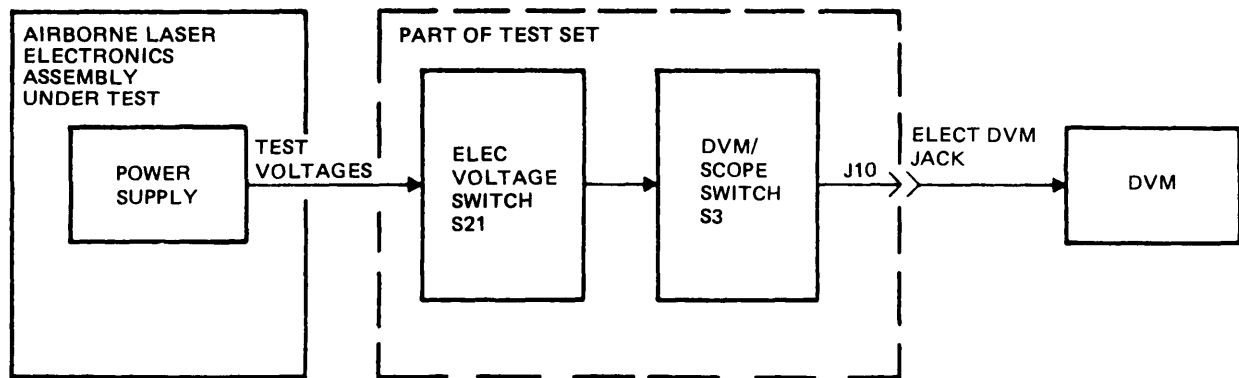 AIRBORNE LASER
ELECTRONICS
ASSEMBLY
UNDER TEST
POWER
SUPPLY
TEST
VOLTAGES
PART OF TEST SET
ELEC
VOLTAGE
SWITCH
S21
DVM/
SCOPE
SWITCH
S3
J10
ELECT DVM
JACK
DVM